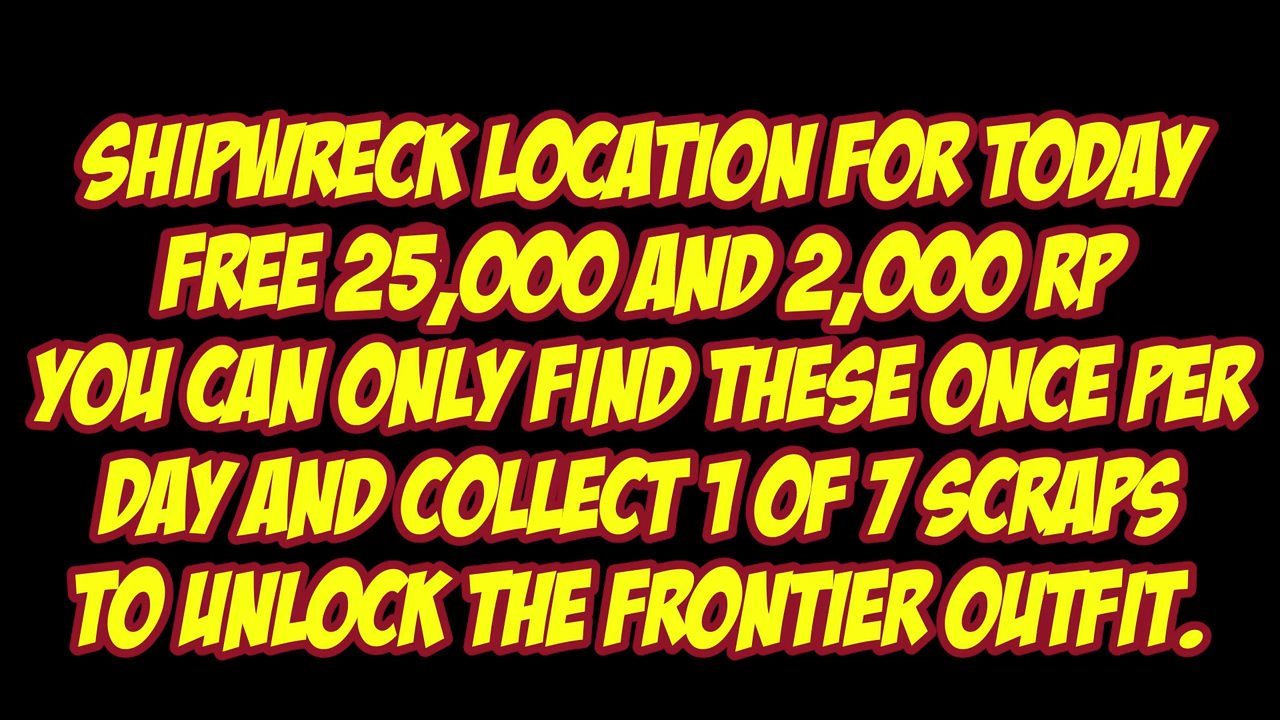 SHIPWRECK LOCATION FOR TODAY
FREE 25,000 AND 2,000 RP
YOU CAN ONLY FIND THESE ONCE PER
DAY AND COLLECT 1 OF 7 SCRAPS
TO UNLOCK THE FRONTIER OUTFIT.